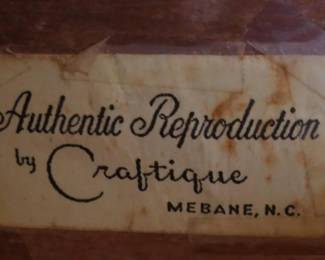 Authentic Reproduction
by Craftique
MEBANE, N.C.